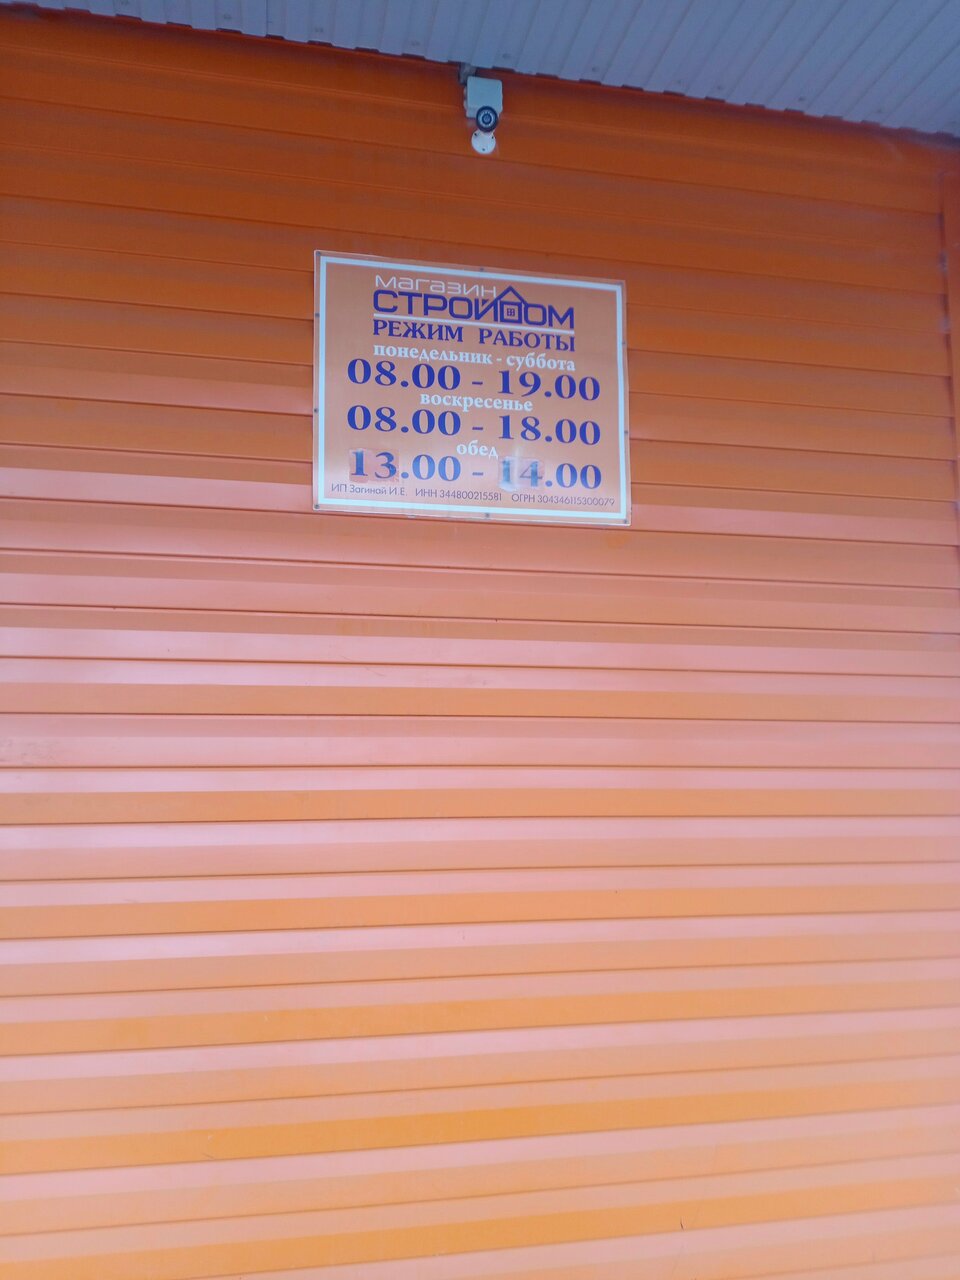 магазин
СТРОЙДОМ
РЕЖИМ РАБОТЫ
понедельник - суббота
08.00 - 19.00
воскресенье
08.00 - 18.00
обед
13.00 - 14.00
ИП Загинай И.Е. ИНН 344800215581 ОГРН 304346115300079